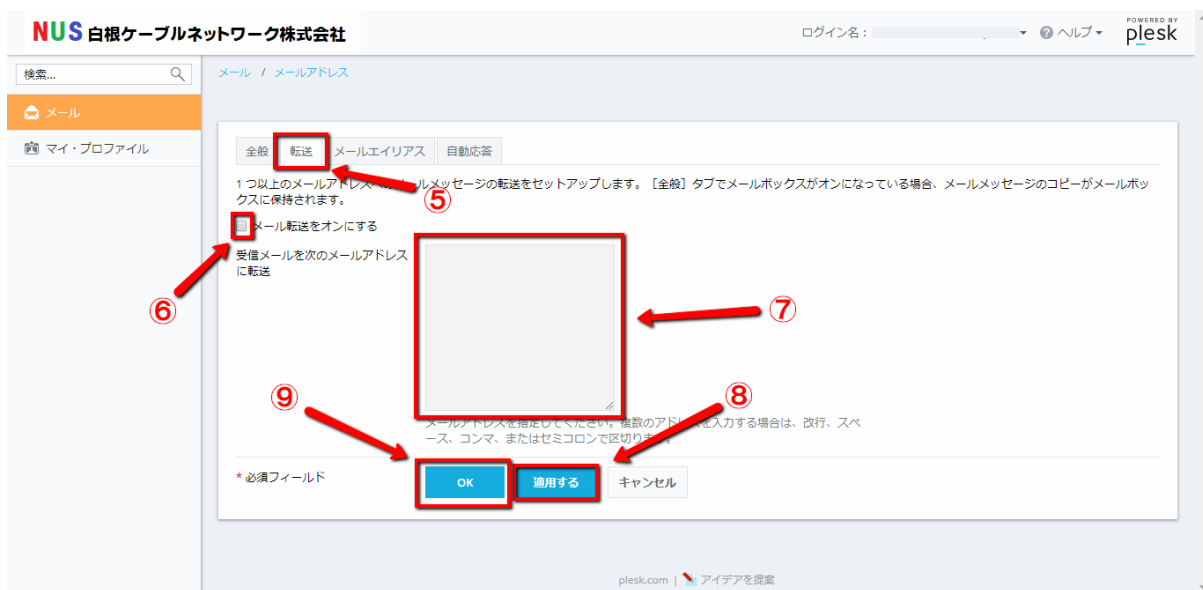 NUS 白根ケーブルネットワーク株式会社
ログイン名：
ヘルプ
POWERED BY
plesk
検索...
メール / メールアドレス
メール
マイ・プロファイル
全般 転送 メールエイリアス 自動応答
1 つ以上のメールアドレスへのメールメッセージの転送をセットアップします。［全般］タブでメールボックスがオンになっている場合、メールメッセージのコピーがメールボッ
クスに保持されます。
⑤
メール転送をオンにする
⑥
受信メールを次のメールアドレス
に転送
⑦
⑨
⑧
メールアドレスを指定してください。複数のアドレスを入力する場合は、改行、スペ
ース、コンマ、またはセミコロンで区切ります。
* 必須フィールド
OK 適用する キャンセル
plesk.com | アイデアを提案